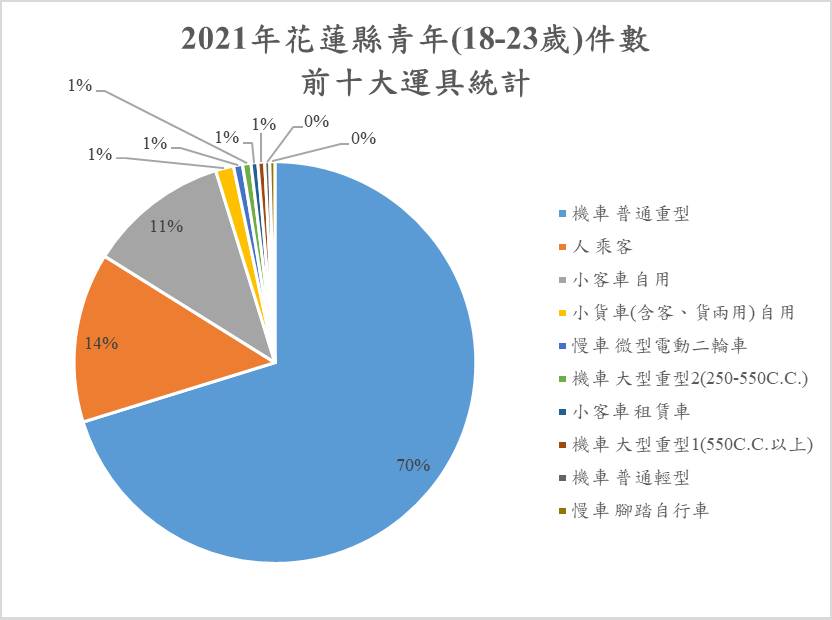 2021年花蓮縣青年(18-23歲)件數
前十大運具統計
1%
1%
1%
1%
1%
0%
0%
11%
14%
70%
機車 普通重型
人 乘客
小客車 自用
小貨車(含客、貨兩用) 自用
慢車 微型電動二輪車
機車 大型重型2(250-550C.C.)
小客車 租賃車
機車 大型重型1(550C.C.以上)
機車 普通輕型
慢車 腳踏自行車